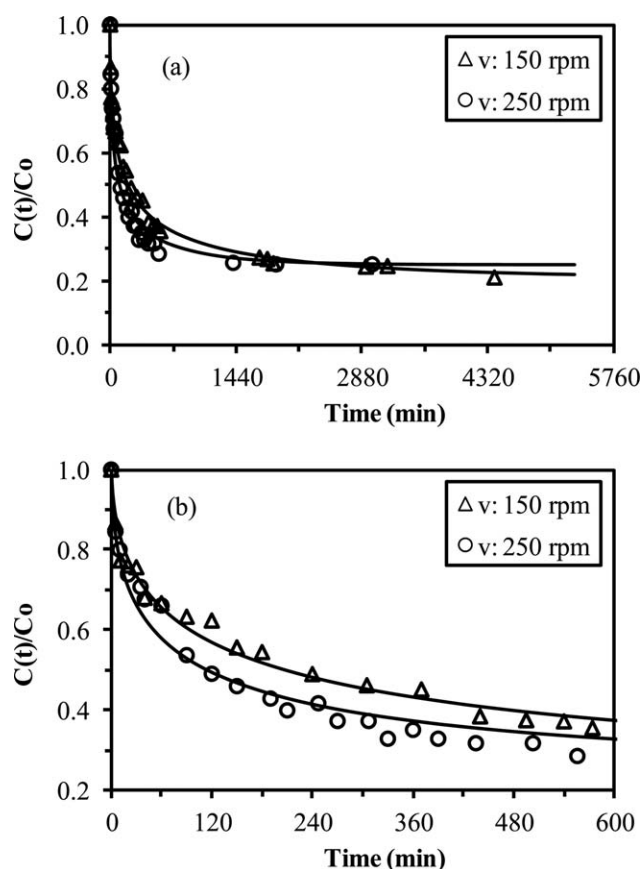 1.0
0.8
0.6
0.4
0.2
0.0
C(t)/Co
(a)
△ v: 150 rpm
○ v: 250 rpm
0 1440 2880 4320 5760
Time (min)
1.0
0.8
0.6
0.4
0.2
C(t)/Co
(b)
△ v: 150 rpm
○ v: 250 rpm
0 120 240 360 480 600
Time (min)